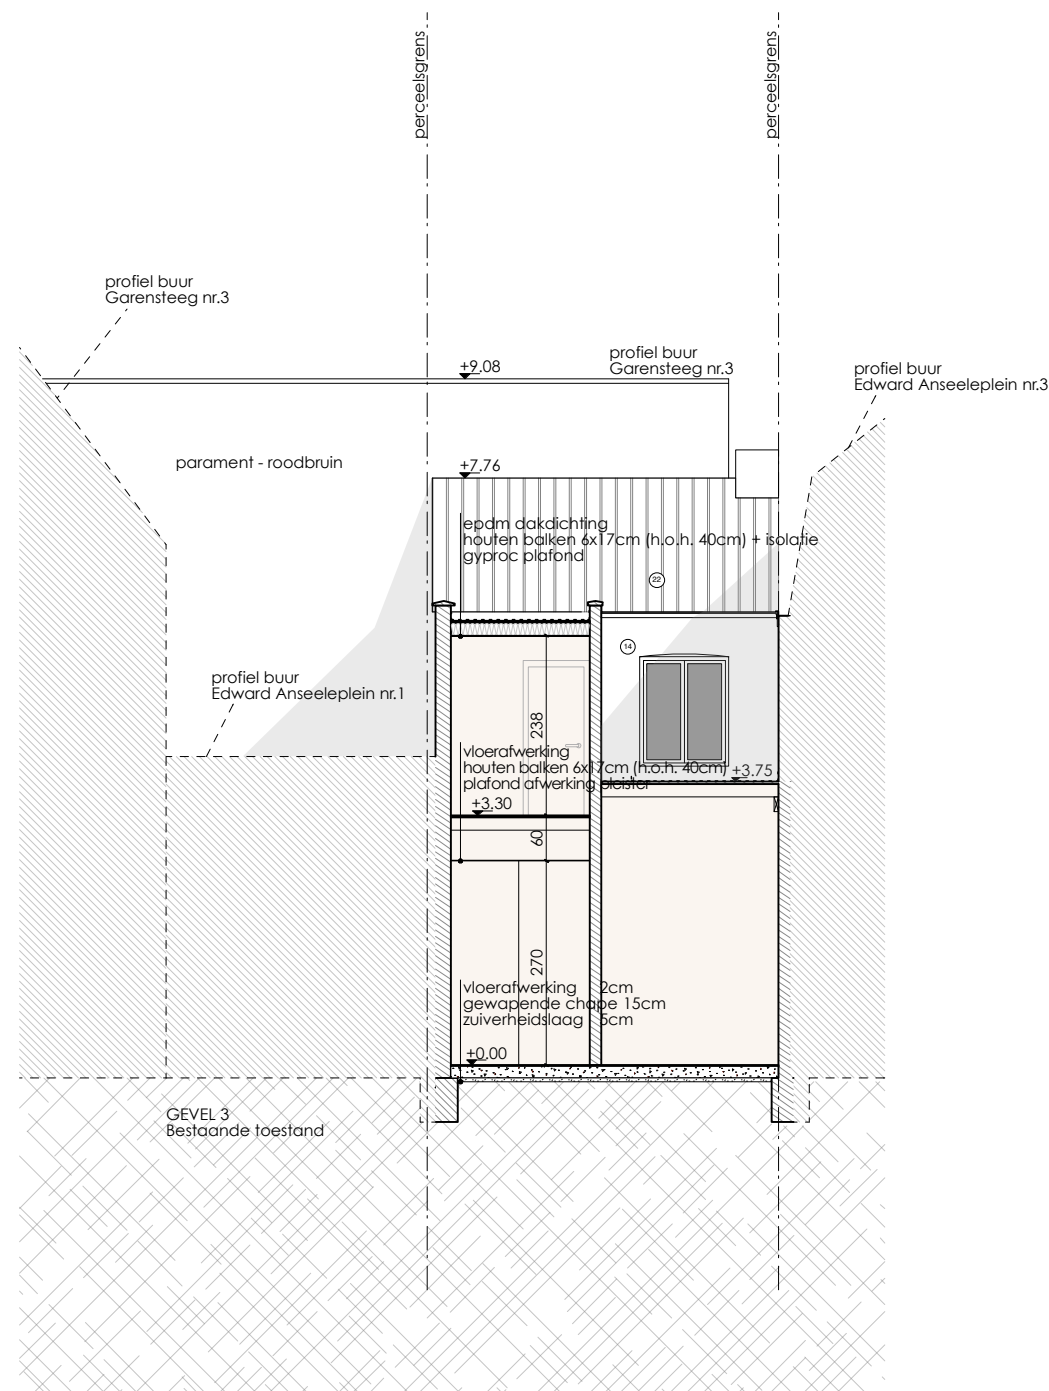 perceelsgrens
perceelsgrens
profiel buur
Garensteeg nr.3
profiel buur
Garensteeg nr.3
+9.08
profiel buur
Edward Anseeleplein nr.3
parament - roodbruin
+7.76
epdm dakdichting
houten balken 6x17cm (h.o.h. 40cm) + isolatie
gyproc plafond
22
14
profiel buur
Edward Anseeleplein nr.1
238
vloerafwerking
houten balken 6x17cm (h.o.h. 40cm)
plafond afwerking pleister
+3.75
+3.30
60
270
vloerafwerking 2cm
gewapende chape 15cm
zuiverheidslaag 5cm
+0.00
GEVEL 3
Bestaande toestand